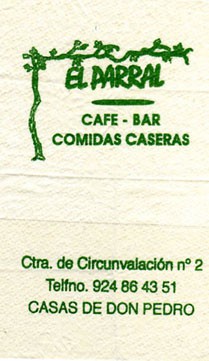 EL PARRAL
CAFE - BAR
COMIDAS CASERAS
Ctra. de Circunvalación nº 2
Telfno. 924 86 43 51
CASAS DE DON PEDRO